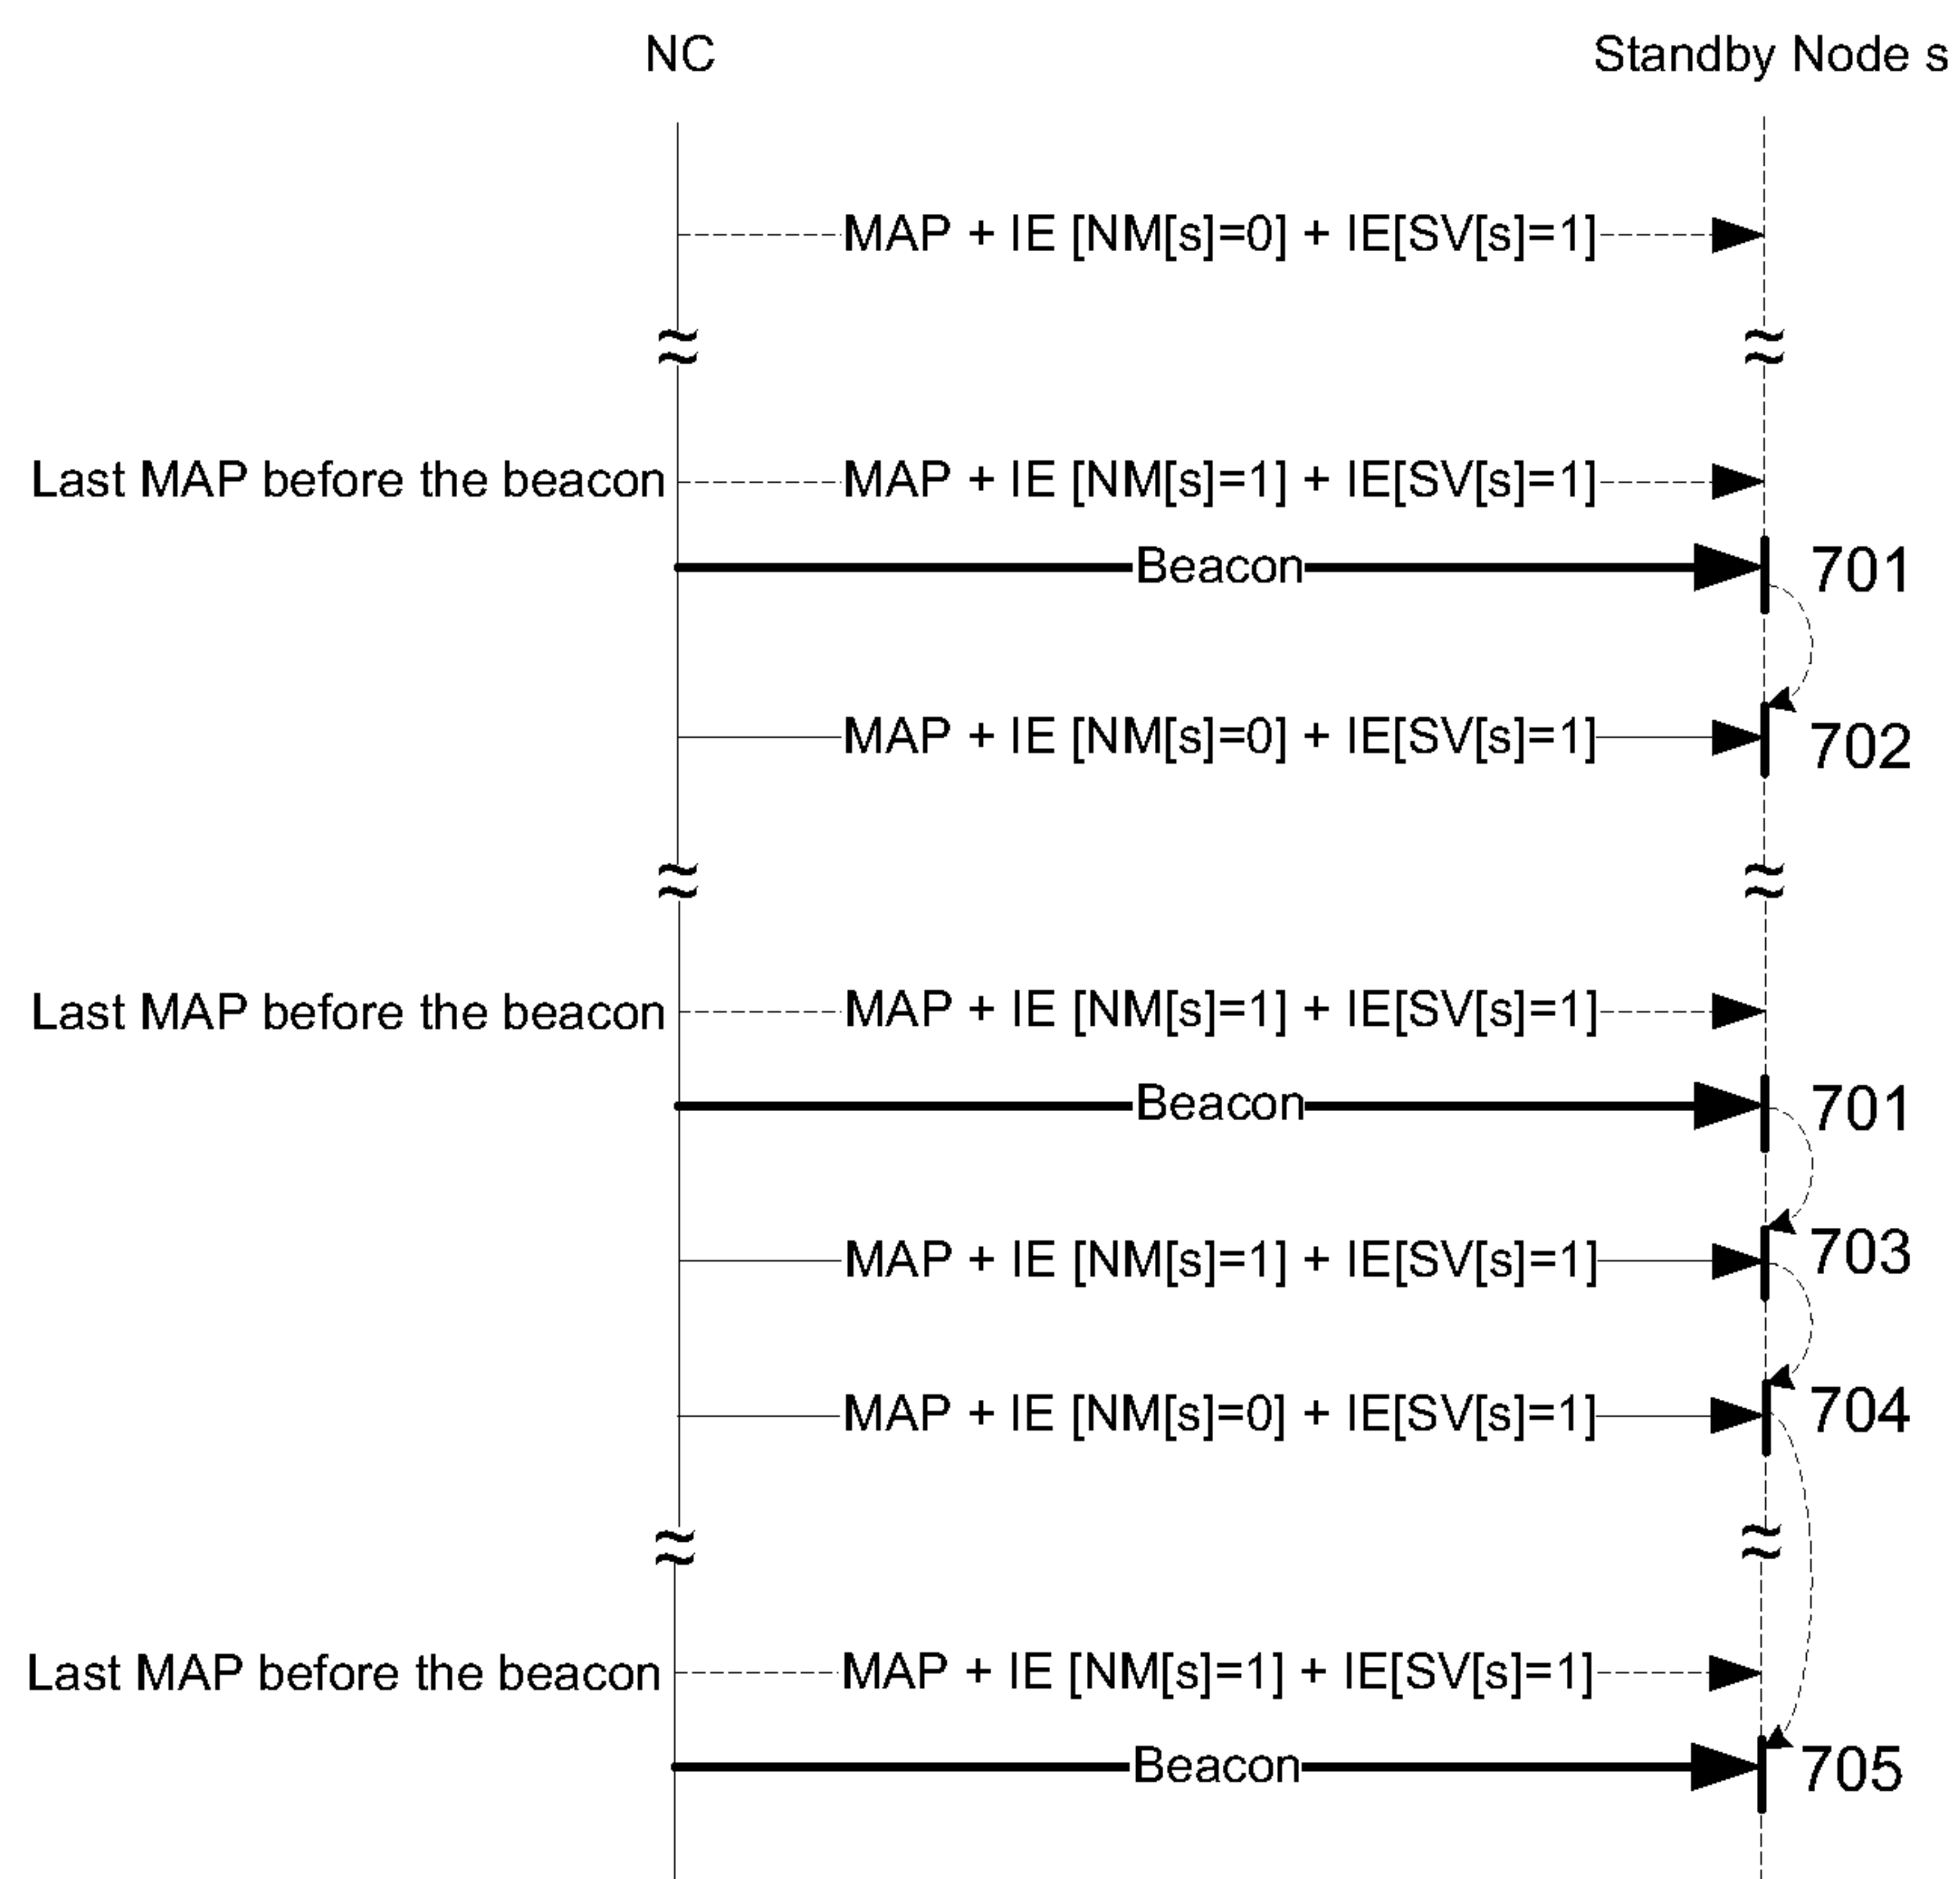 NC Standby Node s
MAP + IE [NM[s]=0] + IE[SV[s]=1]
Last MAP before the beacon MAP + IE [NM[s]=1] + IE[SV[s]=1]
Beacon 701
MAP + IE [NM[s]=0] + IE[SV[s]=1] 702
Last MAP before the beacon MAP + IE [NM[s]=1] + IE[SV[s]=1]
Beacon 701
MAP + IE [NM[s]=1] + IE[SV[s]=1] 703
MAP + IE [NM[s]=0] + IE[SV[s]=1] 704
Last MAP before the beacon MAP + IE [NM[s]=1] + IE[SV[s]=1]
Beacon 705